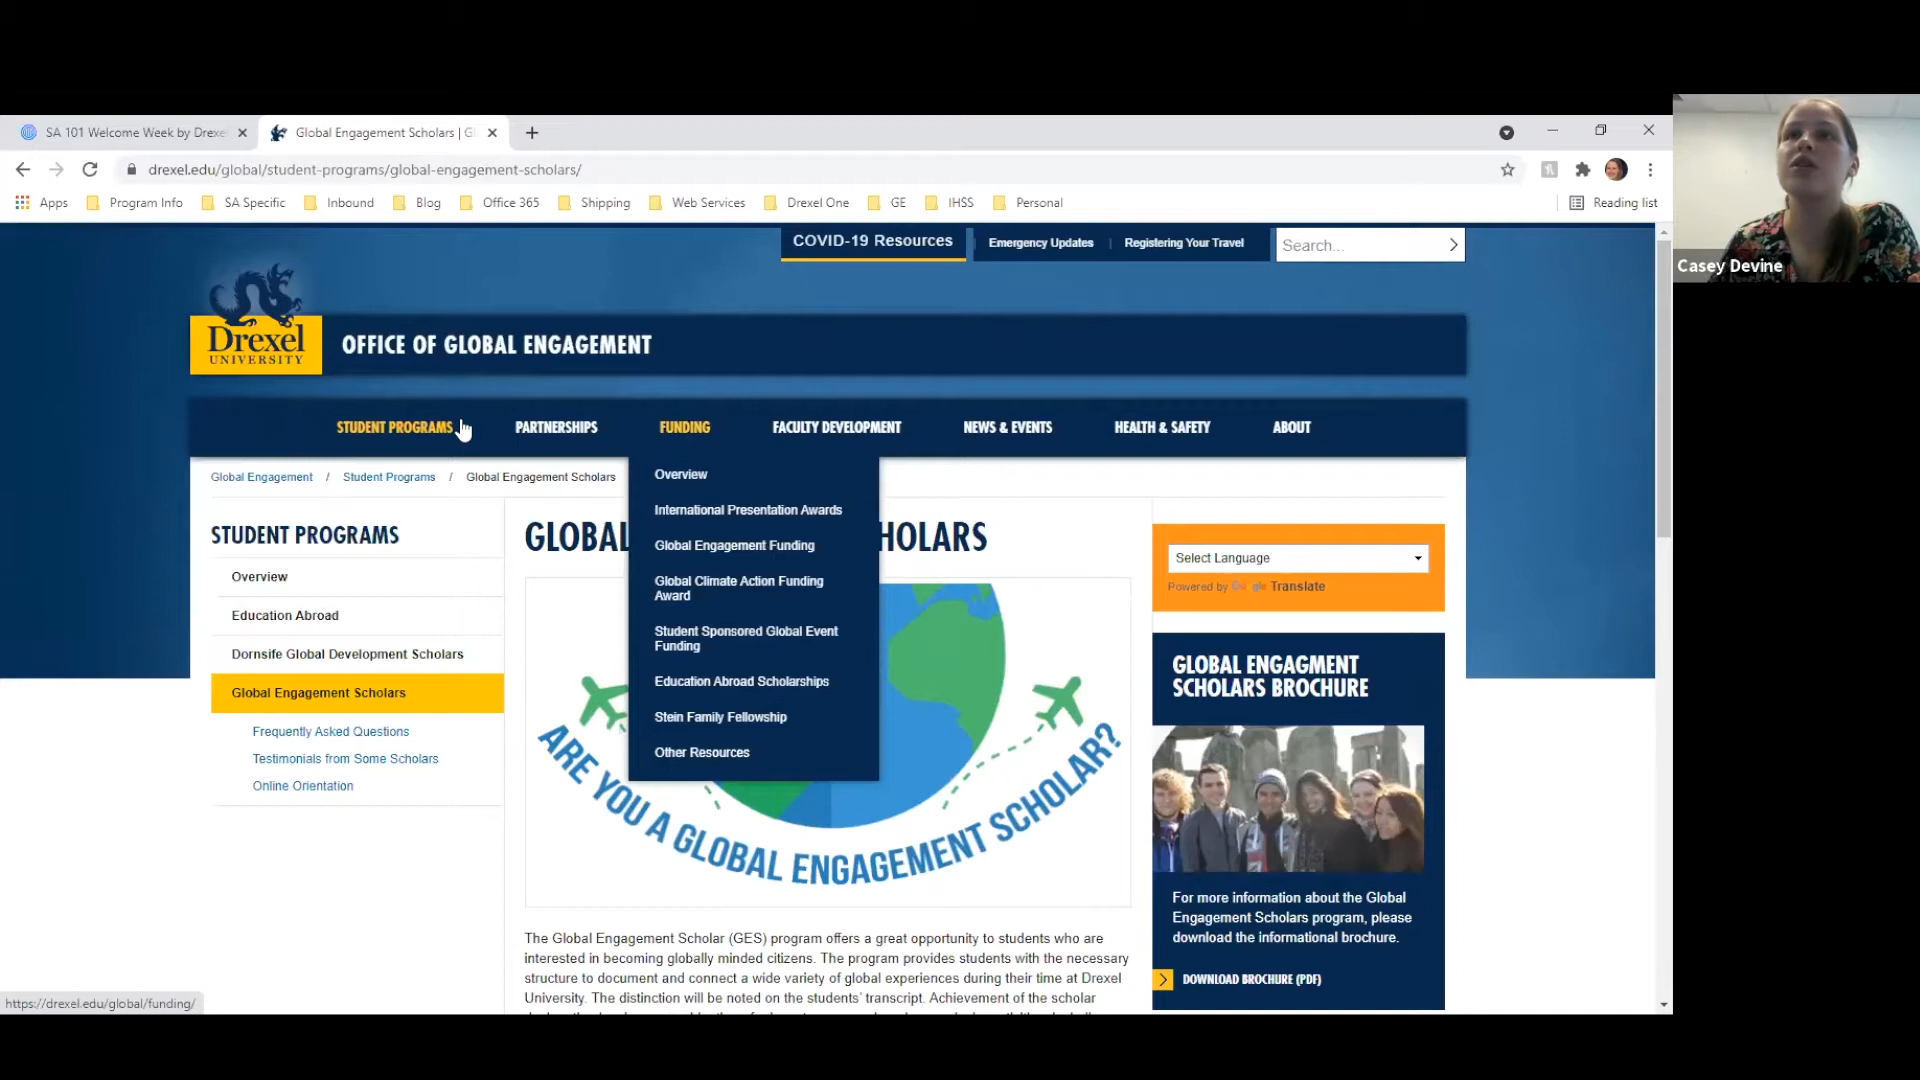 SA 101 Welcome Week by Drexe
Global Engagement Scholars | G
drexel.edu/global/student-programs/global-engagement-scholars/
Apps
Program Info
SA Specific
Inbound
Blog
Office 365
Shipping
Web Services
Drexel One
GE
IHSS
Personal
Reading list
Casey Devine
COVID-19 Resources
Emergency Updates
Registering Your Travel
Search...
Drexel
UNIVERSITY
OFFICE OF GLOBAL ENGAGEMENT
STUDENT PROGRAMS
PARTNERSHIPS
FUNDING
FACULTY DEVELOPMENT
NEWS & EVENTS
HEALTH & SAFETY
ABOUT
Global Engagement / Student Programs / Global Engagement Scholars
STUDENT PROGRAMS
Overview
Education Abroad
Dornsife Global Development Scholars
Global Engagement Scholars
Frequently Asked Questions
Testimonials from Some Scholars
Online Orientation
Overview
International Presentation Awards
Global Engagement Funding
Global Climate Action Funding
Award
Student Sponsored Global Event
Funding
Education Abroad Scholarships
Stein Family Fellowship
Other Resources
GLOBAL HOLARS
ARE YOU A GLOBAL ENGAGEMENT SCHOLAR?
The Global Engagement Scholar (GES) program offers a great opportunity to students who are
interested in becoming globally minded citizens. The program provides students with the necessary
structure to document and connect a wide variety of global experiences during their time at Drexel
University. The distinction will be noted on the students' transcript. Achievement of the scholar
Select Language
Powered by Google Translate
GLOBAL ENGAGMENT
SCHOLARS BROCHURE
For more information about the Global
Engagement Scholars program, please
download the informational brochure.
DOWNLOAD BROCHURE (PDF)
https://drexel.edu/global/funding/